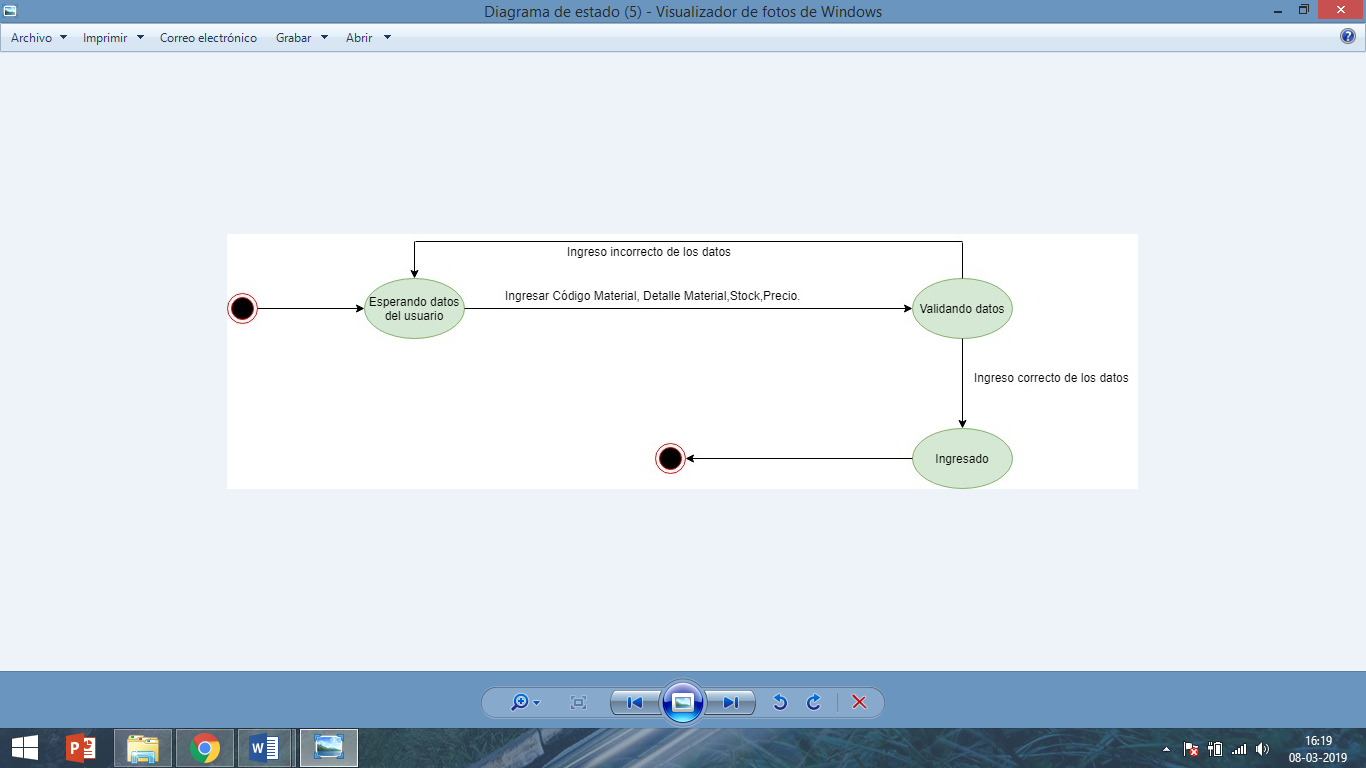 Diagrama de estado (5) - Visualizador de fotos de Windows
Archivo Imprimir Correo electrónico Grabar Abrir
Ingreso incorrecto de los datos
Esperando datos
del usuario
Ingresar Código Material, Detalle Material,Stock,Precio.
Validando datos
Ingreso correcto de los datos
Ingresado
16:19
08-03-2019